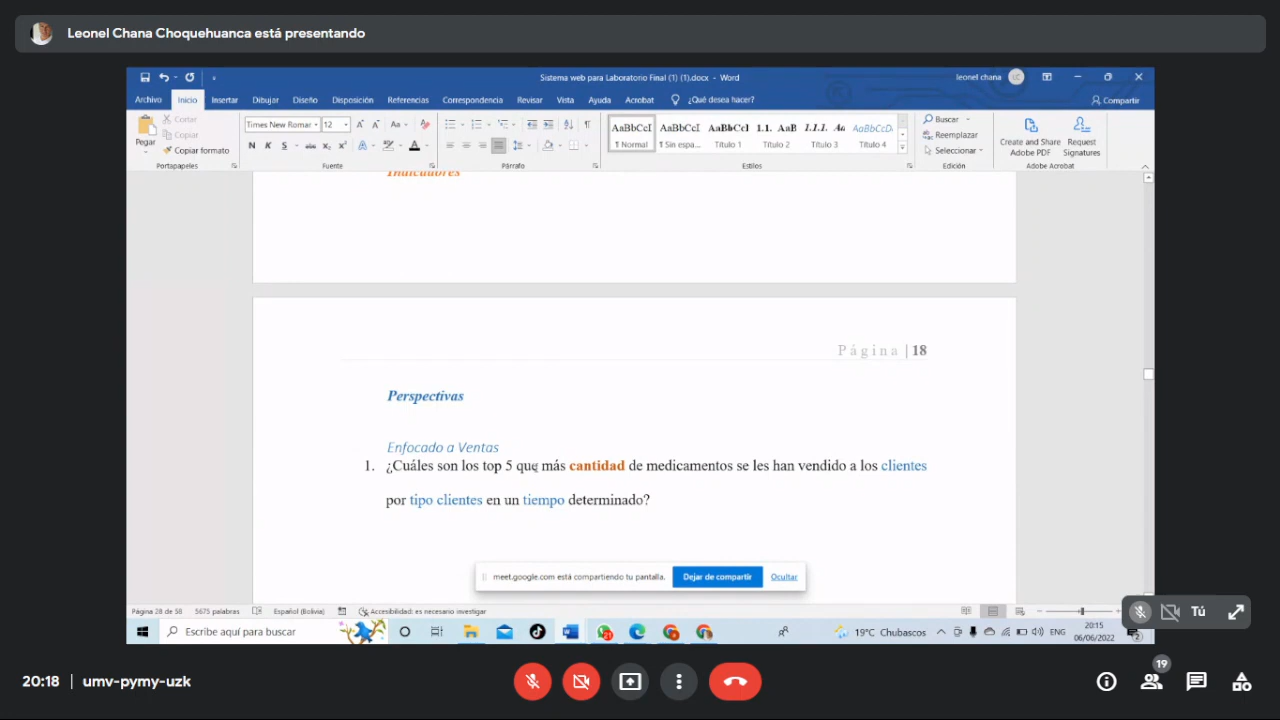 Leonel Chana Choquehuanca está presentando
Sistema web para Laboratorio Final (1) (1).docx - Word
leonel chana
LC
Archivo Inicio Insertar Dibujar Diseño Disposición Referencias Correspondencia Revisar Vista Ayuda Acrobat ¿Qué desea hacer? Compartir
Pegar
Cortar
Copiar
Copiar formato
Portapapeles
Times New Roman 12
N K S abc x₂ x²
Fuente
Párrafo
AaBbCcI AaBbCcI AaBbCcI 1.1. AaB 1.1.1. Aa AaBbCcD
¶ Normal ¶ Sin espa... Título 1 Título 2 Título 3 Título 4
Estilos
Buscar
Reemplazar
Seleccionar
Edición
Create and Share Adobe PDF
Request Signatures
Adobe Acrobat
Indicadores
Página | 18
Perspectivas
Enfocado a Ventas
1. ¿Cuáles son los top 5 que más cantidad de medicamentos se les han vendido a los clientes
por tipo clientes en un tiempo determinado?
meet.google.com está compartiendo tu pantalla. Dejar de compartir Ocultar
Página 28 de 58 5675 palabras Español (Bolivia) Accesibilidad: es necesario investigar
Tú
Escribe aquí para buscar
19°C Chubascos
ENG
20:15
06/06/2022
20:18 | umv-pymy-uzk
19